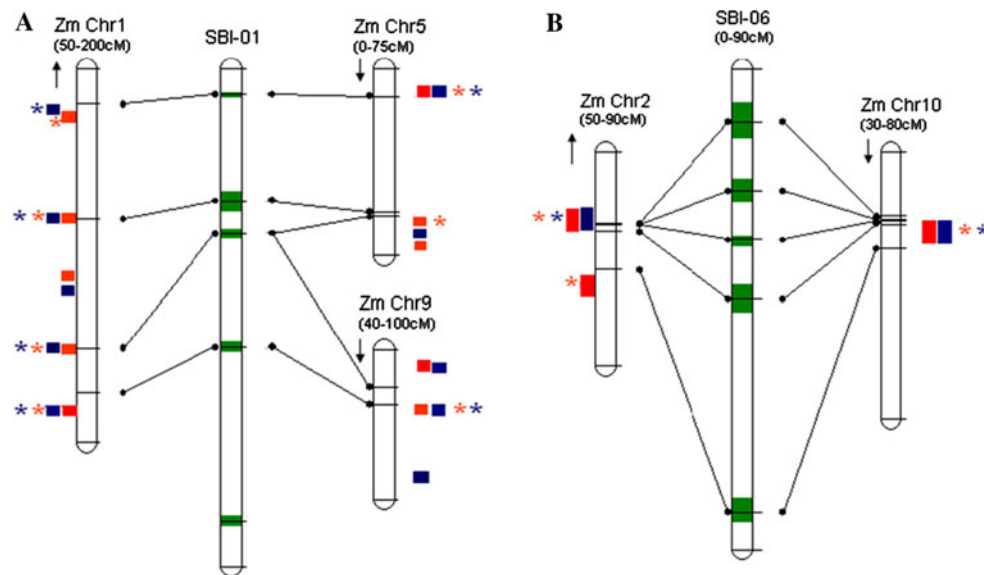 A
Zm Chr1
(50-200cM)
SBI-01
Zm Chr5
(0-75cM)
Zm Chr9
(40-100cM)
B
SBI-06
(0-90cM)
Zm Chr2
(50-90cM)
Zm Chr10
(30-80cM)